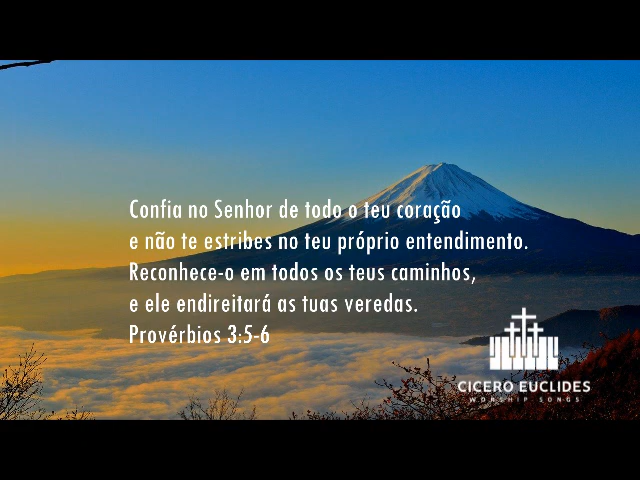 Confia no Senhor de todo o teu coração
e não te estribes no teu próprio entendimento.
Reconhece-o em todos os teus caminhos,
e ele endireitará as tuas veredas.
Provérbios 3:5-6
CICERO EUCLIDES
WORSHIP SONGS